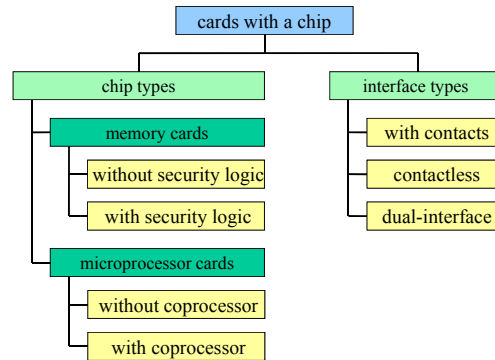 cards with a chip
chip types
interface types
memory cards
with contacts
without security logic
contactless
with security logic
dual-interface
microprocessor cards
without coprocessor
with coprocessor